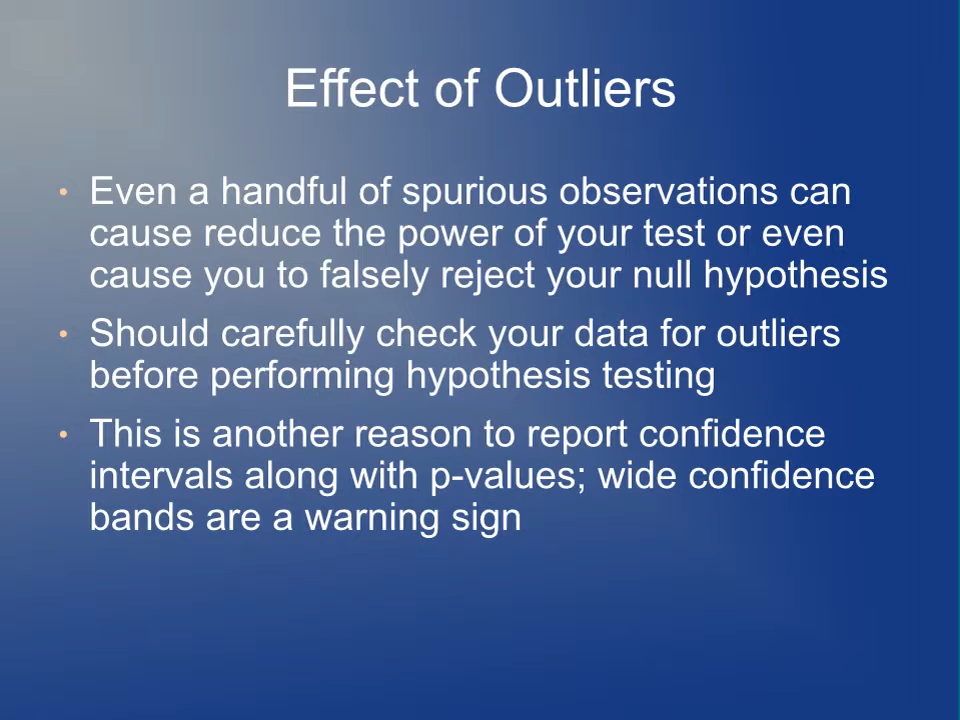 Effect of Outliers
• Even a handful of spurious observations can
cause reduce the power of your test or even
cause you to falsely reject your null hypothesis
• Should carefully check your data for outliers
before performing hypothesis testing
• This is another reason to report confidence
intervals along with p-values; wide confidence
bands are a warning sign